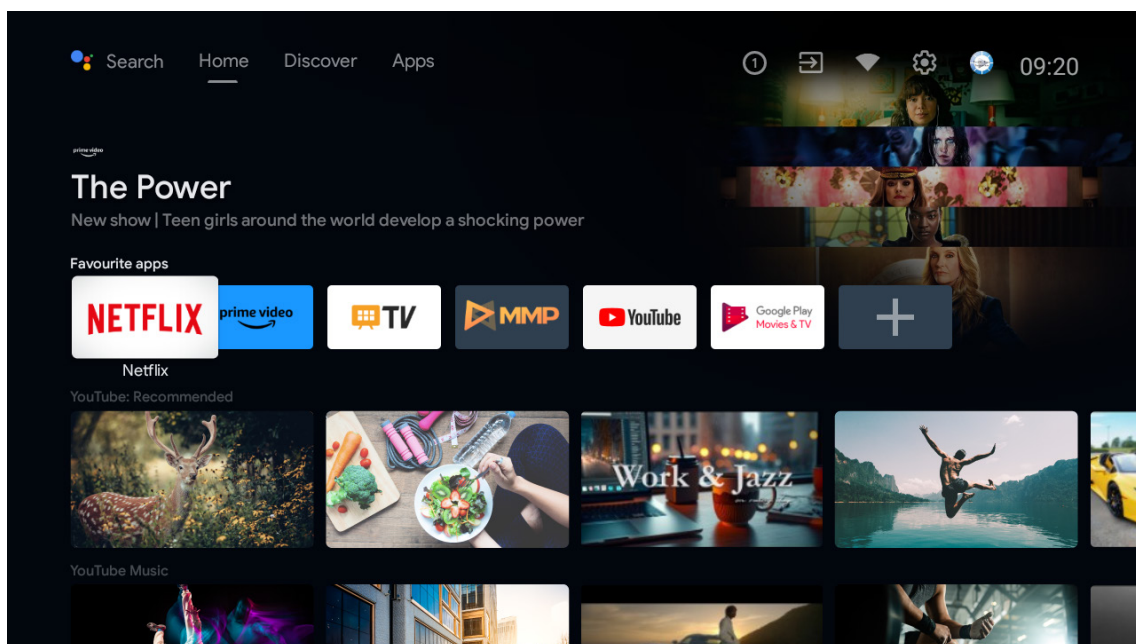 Search Home Discover Apps
1
09:20
prime video
The Power
New show | Teen girls around the world develop a shocking power
Favourite apps
NETFLIX
prime video
TV
MMP
YouTube
Google Play
Movies & TV
Netflix
YouTube: Recommended
Work & Jazz
YouTube Music